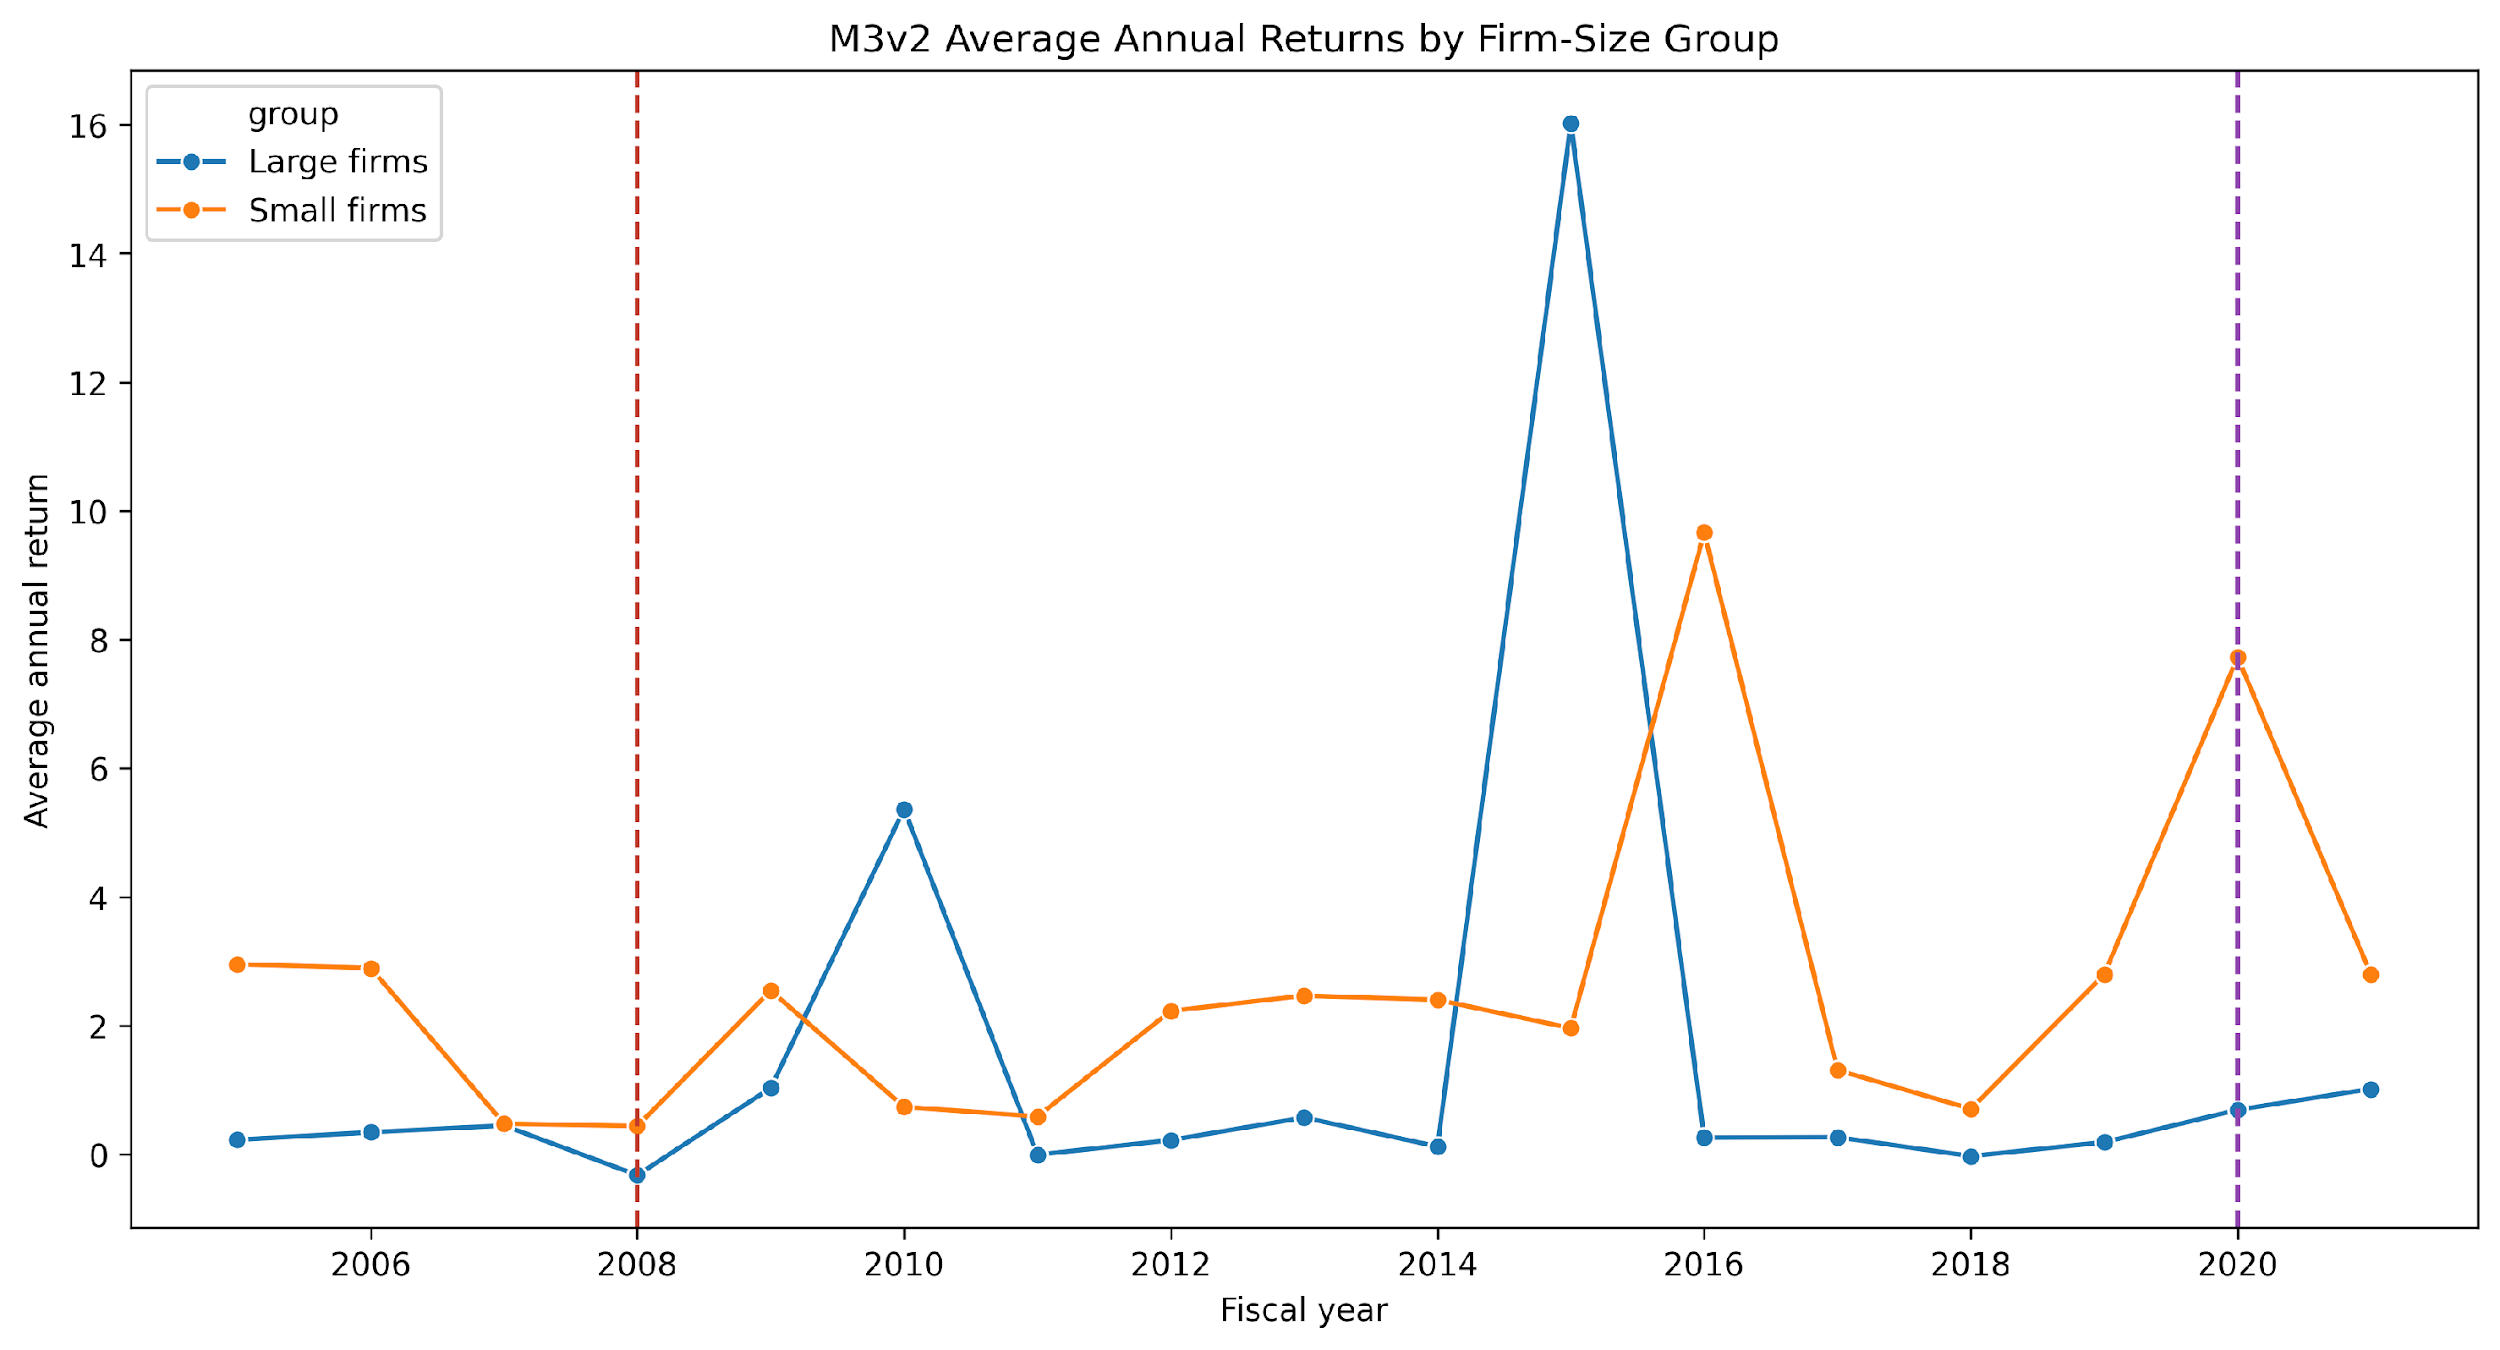 M3v2 Average Annual Returns by Firm-Size Group
group
Large firms
Small firms
Average annual return
16
14
12
10
8
6
4
2
0
2006 2008 2010 2012 2014 2016 2018 2020
Fiscal year